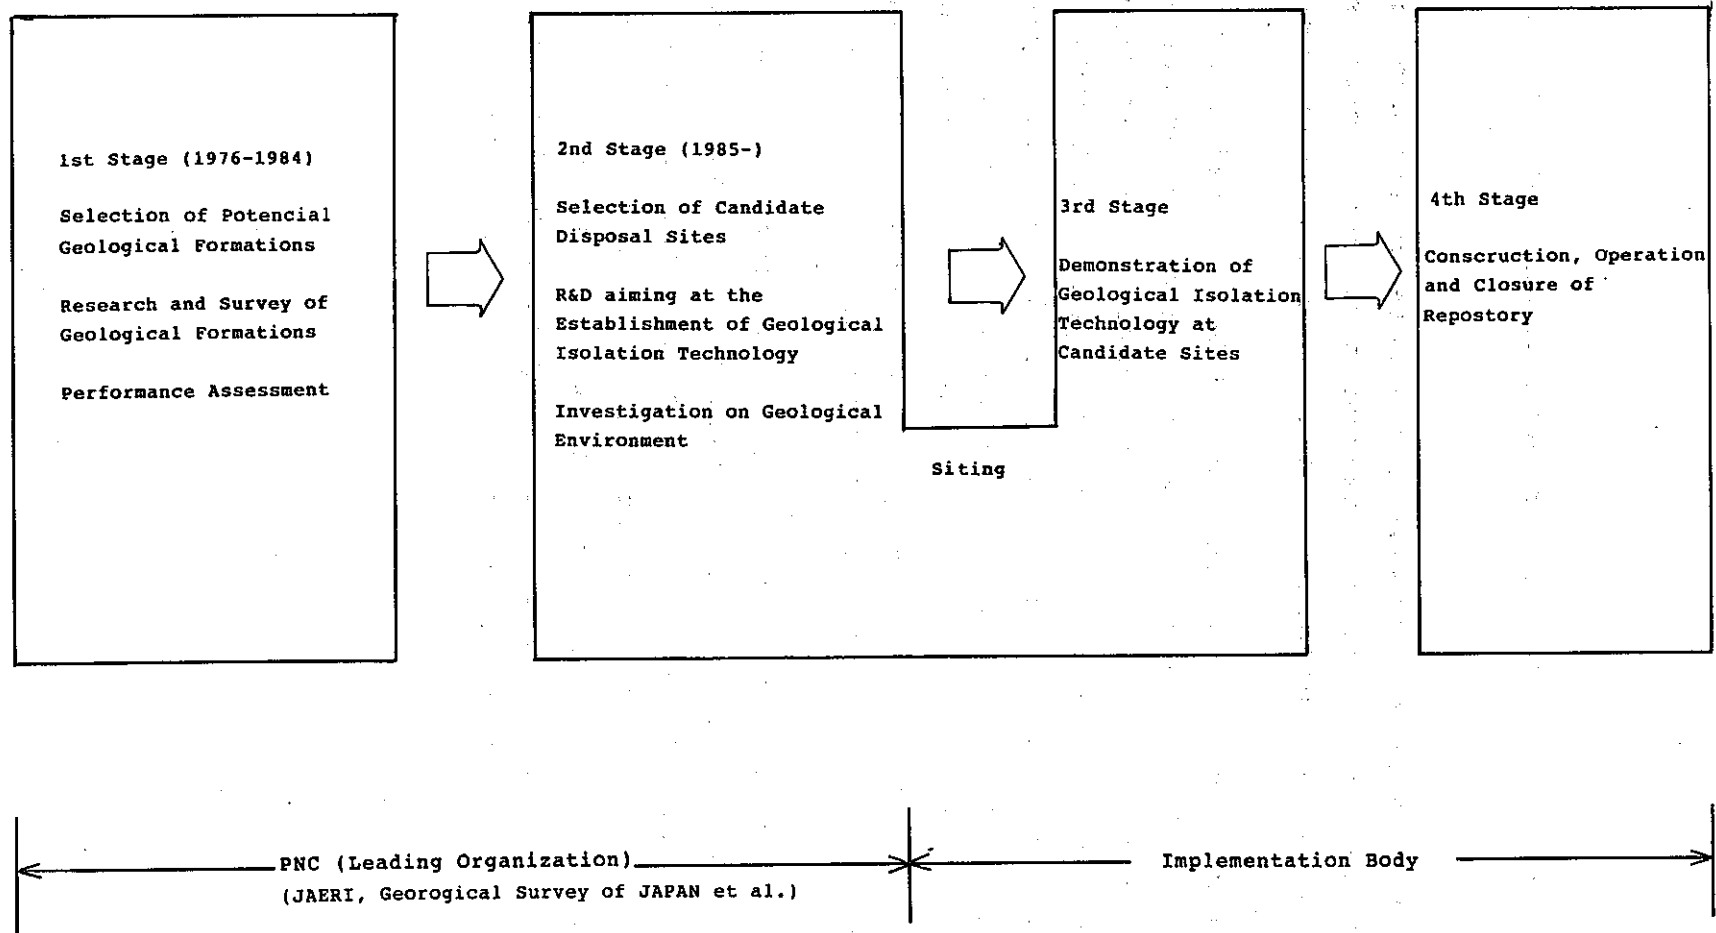 1st Stage (1976-1984)
Selection of Potencial
Geological Formations
Research and Survey of
Geological Formations
Performance Assessment
2nd Stage (1985-)
Selection of Candidate
Disposal Sites
R&D aiming at the
Establishment of Geological
Isolation Technology
Investigation on Geological
Environment
Siting
3rd Stage
Demonstration of
Geological Isolation
Technology at
Candidate Sites
4th Stage
Conscruction, Operation
and Closure of
Repostory
PNC (Leading Organization)
(JAERI, Georogical Survey of JAPAN et al.)
Implementation Body